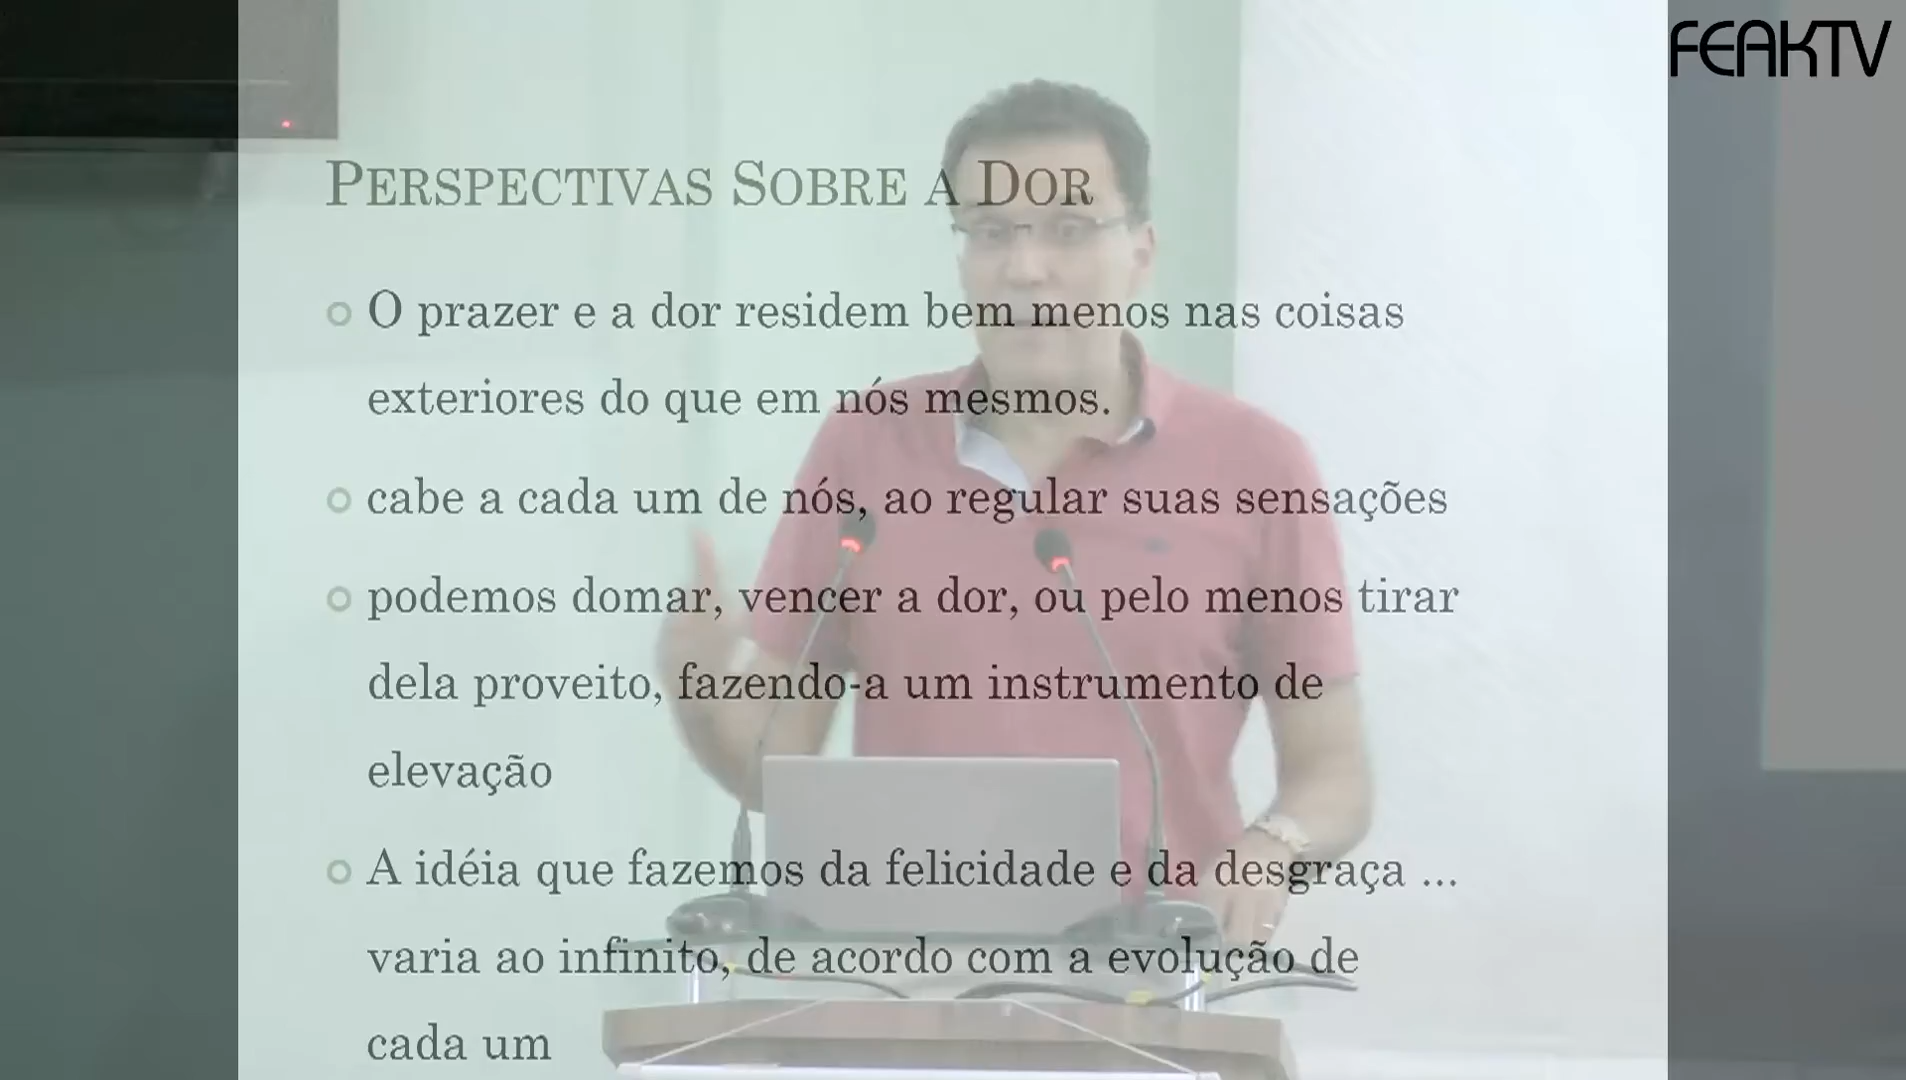 FEAKTV
PERSPECTIVAS SOBRE A DOR
O prazer e a dor residem bem menos nas coisas
exteriores do que em nós mesmos.
cabe a cada um de nós, ao regular suas sensações
podemos domar, vencer a dor, ou pelo menos tirar
dela proveito, fazendo-a um instrumento de
elevação
A idéia que fazemos da felicidade e da desgraça ...
varia ao infinito, de acordo com a evolução de
cada um